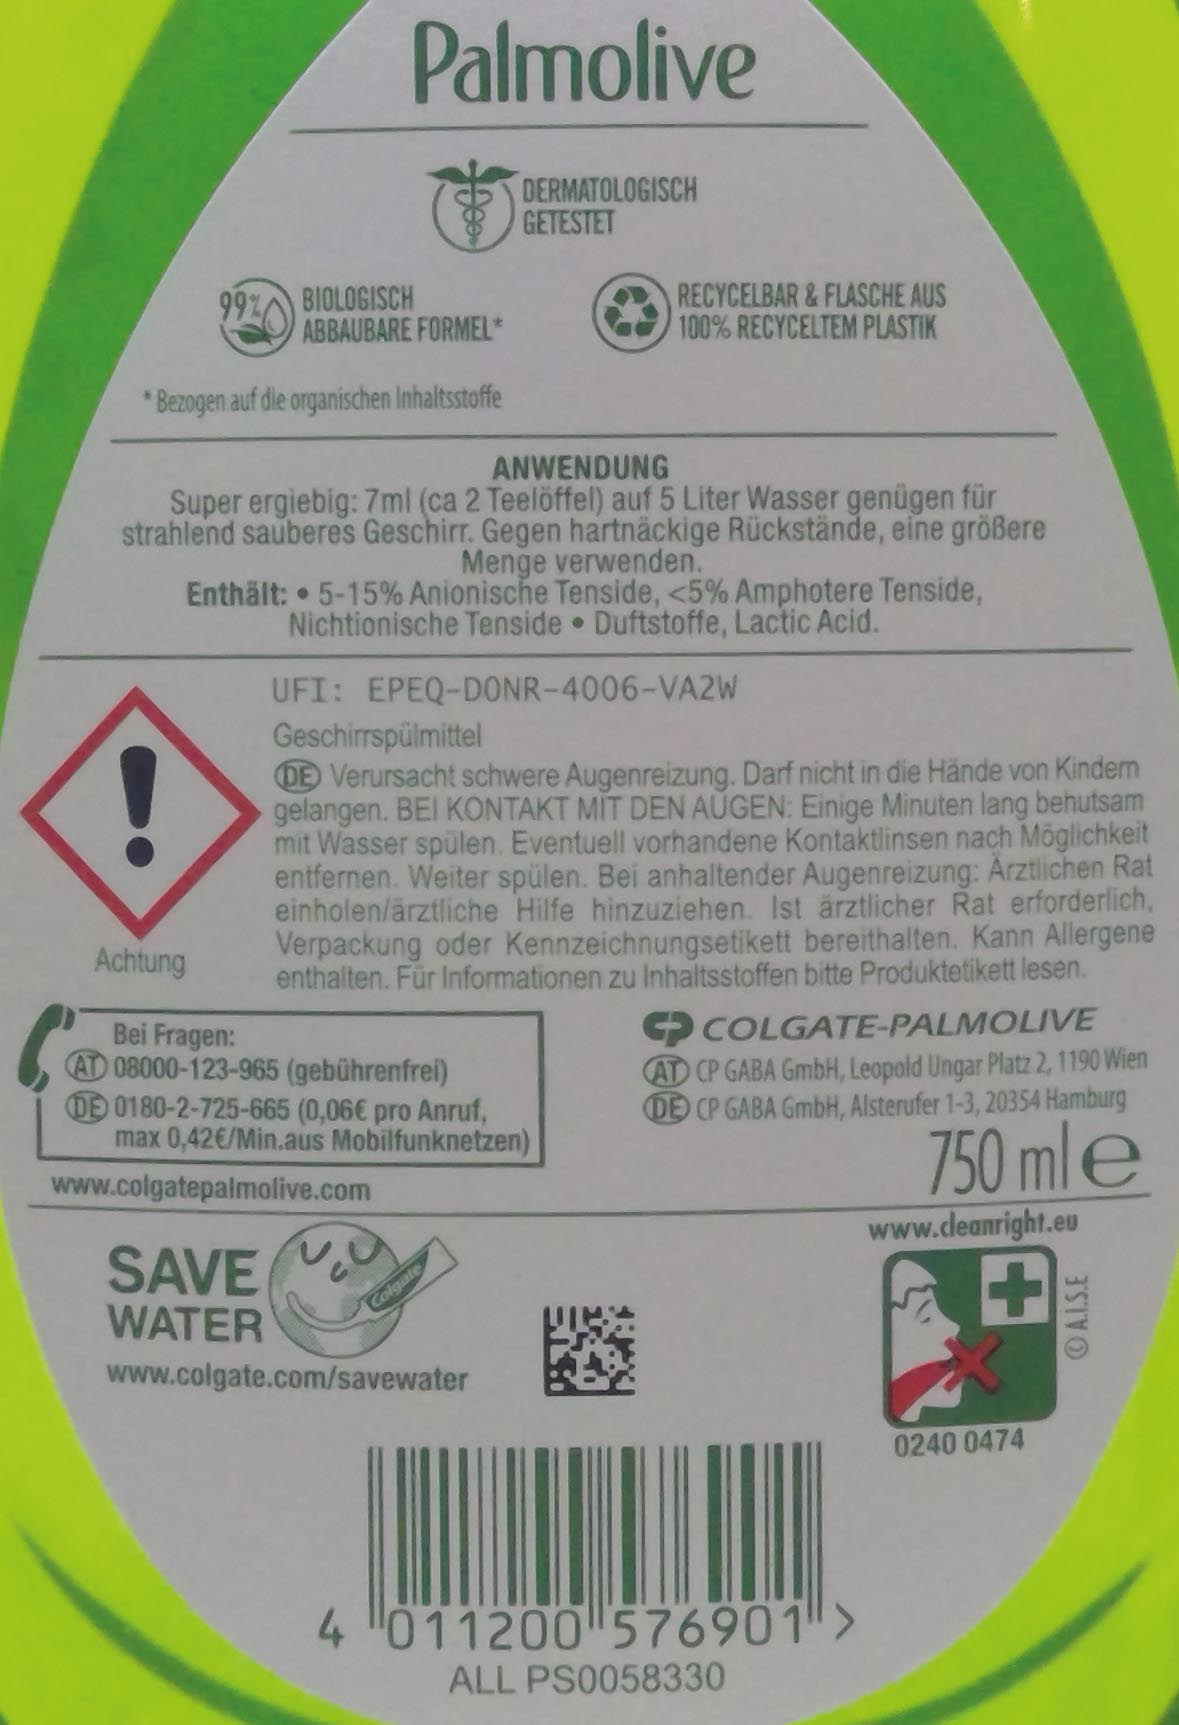 Palmolive
DERMATOLOGISCH
GETESTET
99%
BIOLOGISCH
ABBAUBARE FORMEL*
RECYCELBAR & FLASCHE AUS
100% RECYCELTEM PLASTIK
* Bezogen auf die organischen Inhaltsstoffe
ANWENDUNG
Super ergiebig: 7ml (ca 2 Teelöffel) auf 5 Liter Wasser genügen für
strahlend sauberes Geschirr. Gegen hartnäckige Rückstände, eine größere
Menge verwenden.
Enthält: • 5-15% Anionische Tenside, <5% Amphotere Tenside,
Nichtionische Tenside • Duftstoffe, Lactic Acid.
UFI: EPEQ-D0NR-4006-VA2W
Geschirrspülmittel
DE Verursacht schwere Augenreizung. Darf nicht in die Hände von Kindern
gelangen. BEI KONTAKT MIT DEN AUGEN: Einige Minuten lang behutsam
mit Wasser spülen. Eventuell vorhandene Kontaktlinsen nach Möglichkeit
entfernen. Weiter spülen. Bei anhaltender Augenreizung: Ärztlichen Rat
einholen/ärztliche Hilfe hinzuziehen. Ist ärztlicher Rat erforderlich,
Verpackung oder Kennzeichnungsetikett bereithalten. Kann Allergene
enthalten. Für Informationen zu Inhaltsstoffen bitte Produktetikett lesen.
Achtung
Bei Fragen:
AT 08000-123-965 (gebührenfrei)
DE 0180-2-725-665 (0,06€ pro Anruf,
max 0,42€/Min.aus Mobilfunknetzen)
www.colgatepalmolive.com
CP COLGATE-PALMOLIVE
AT CP GABA GmbH, Leopold Ungar Platz 2, 1190 Wien
DE CP GABA GmbH, Alsterufer 1-3, 20354 Hamburg
750 ml e
SAVE
WATER
Colgate
www.colgate.com/savewater
www.cleanright.eu
© A.I.S.E
0240 0474
4 011200 576901 >
ALL PS0058330